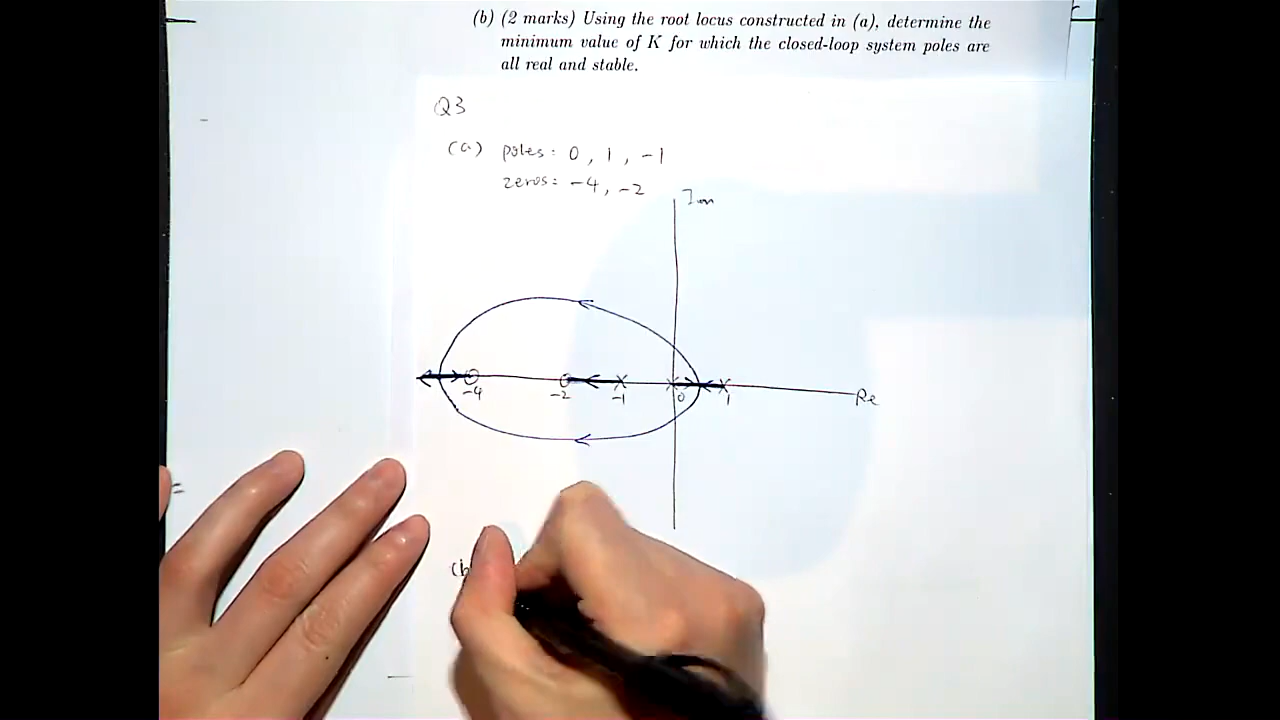 (b) (2 marks) Using the root locus constructed in (a), determine the
minimum value of K for which the closed-loop system poles are
all real and stable.
Q3
(a) poles: 0, 1, -1
zeros: -4, -2
Im
-4 -2 -1 0 1 Re
(b